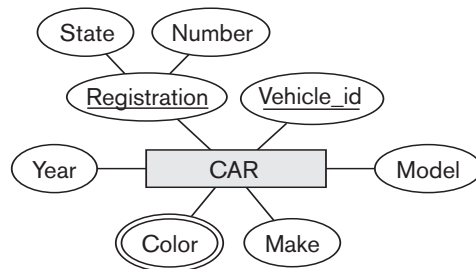 State
Number
Registration
Vehicle_id
Year
CAR
Model
Color
Make